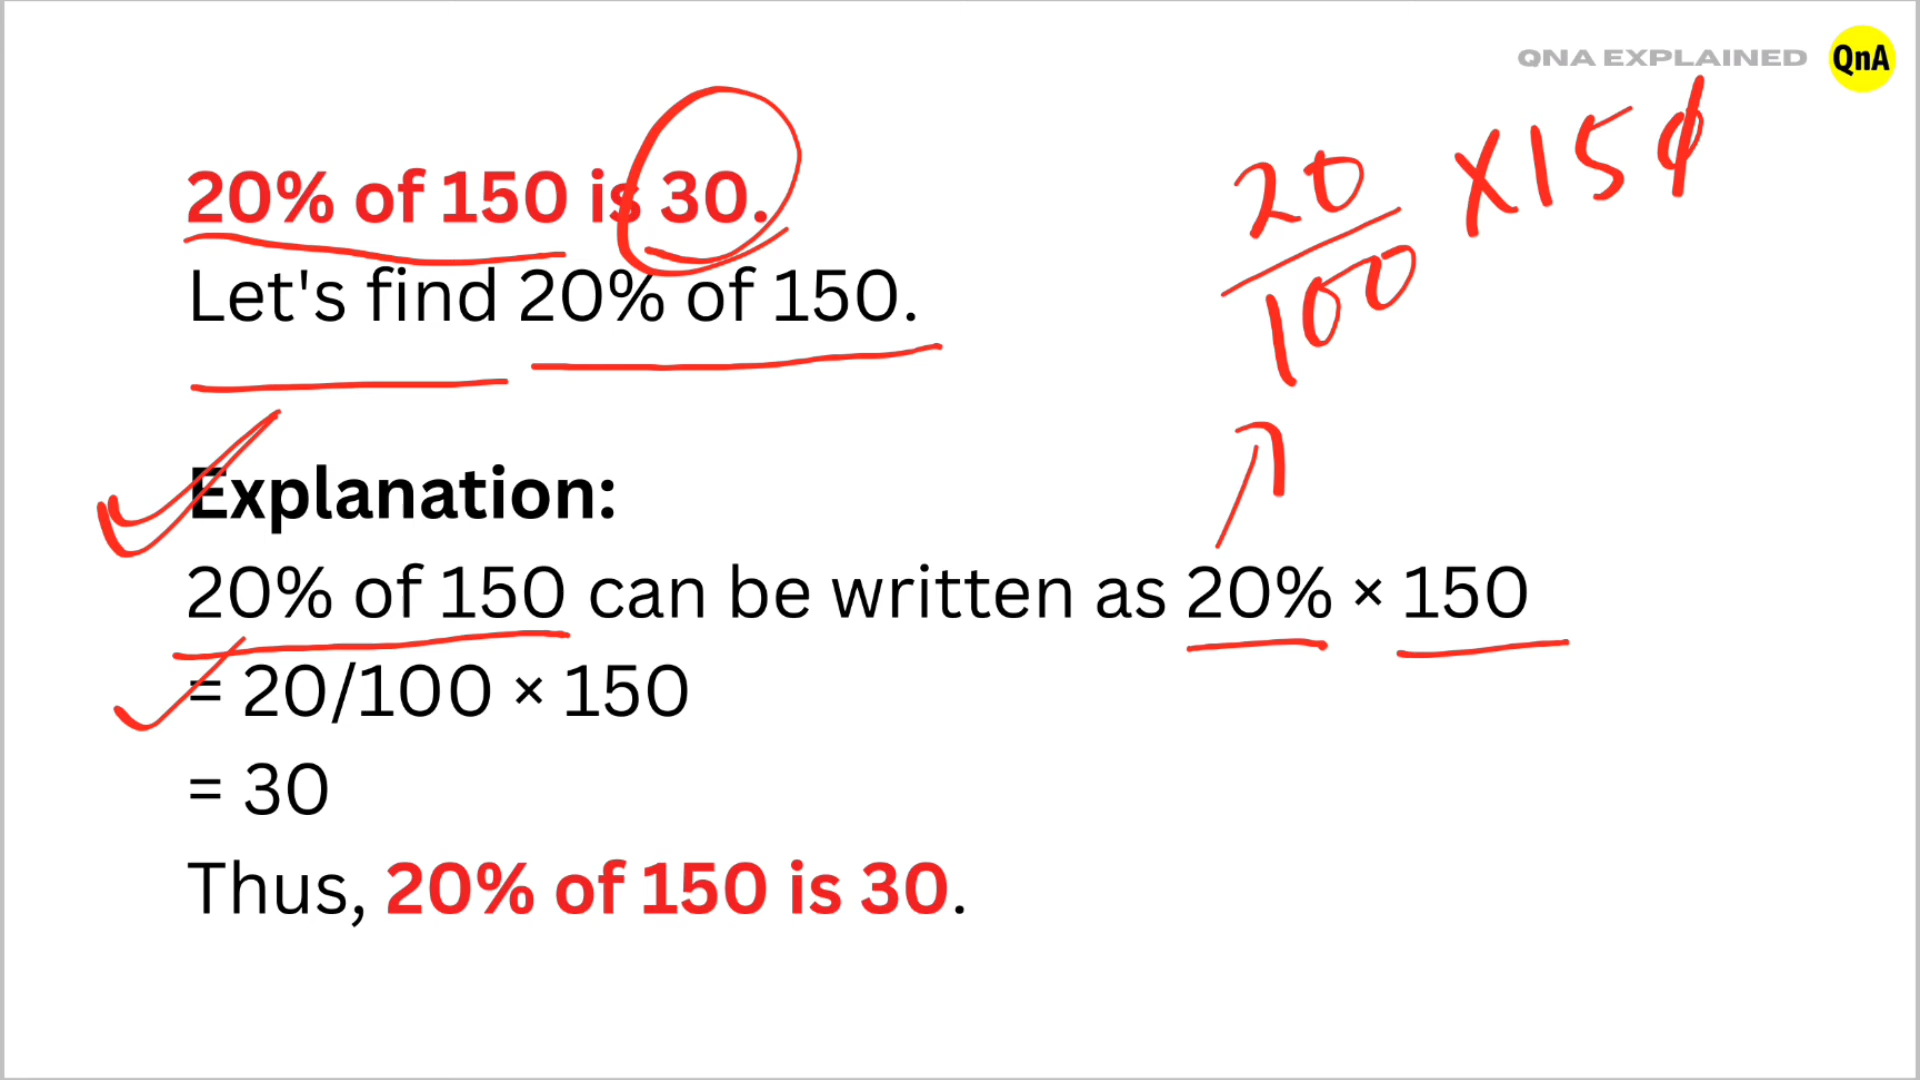 QNA EXPLAINED QnA
20% of 150 is 30.
Let's find 20% of 150.
20
100
×150
Explanation:
20% of 150 can be written as 20% × 150
= 20/100 × 150
= 30
Thus, 20% of 150 is 30.